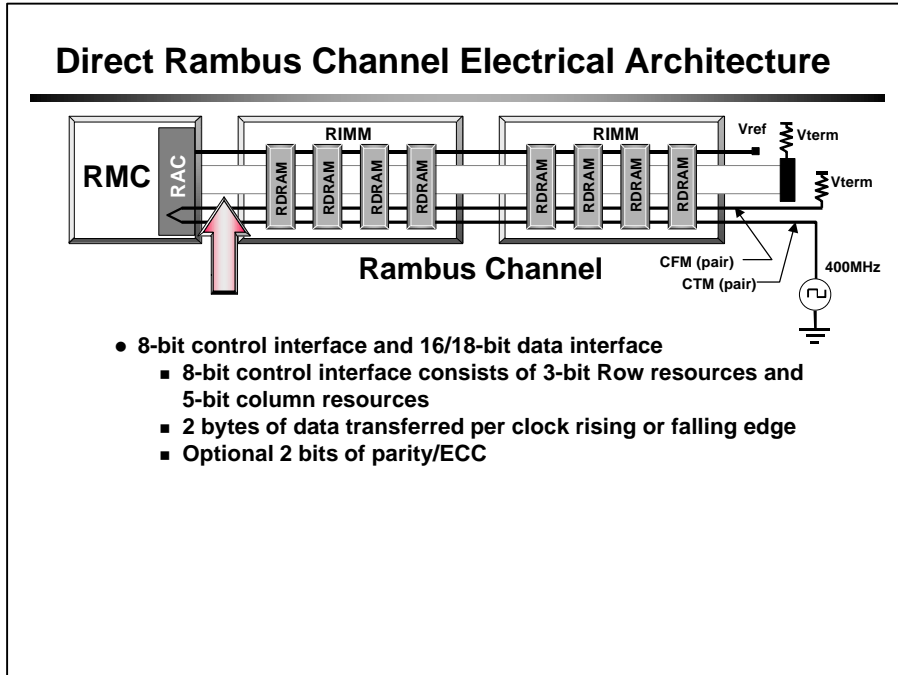 Direct Rambus Channel Electrical Architecture
RMC
RAC
RIMM
RDRAM
RDRAM
RDRAM
RDRAM
RIMM
RDRAM
RDRAM
RDRAM
RDRAM
Vref
Vterm
Vterm
Rambus Channel
CFM (pair)
CTM (pair)
400MHz
● 8-bit control interface and 16/18-bit data interface
■ 8-bit control interface consists of 3-bit Row resources and
5-bit column resources
■ 2 bytes of data transferred per clock rising or falling edge
■ Optional 2 bits of parity/ECC